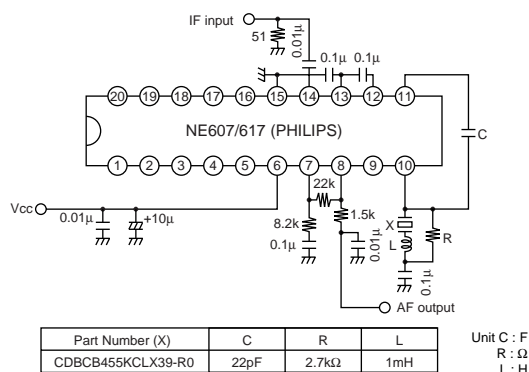 IF input
51
0.01µ
0.1µ
0.1µ
20 19 18 17 16 15 14 13 12 11
NE607/617 (PHILIPS)
C
1 2 3 4 5 6 7 8 9 10
22k
Vcc
0.01µ
+10µ
8.2k
0.1µ
1.5k
0.01µ
X
L
R
0.1µ
AF output
Part Number (X) C R L
CDBCB455KCLX39-R0 22pF 2.7kΩ 1mH
Unit C : F
R : Ω
L : H